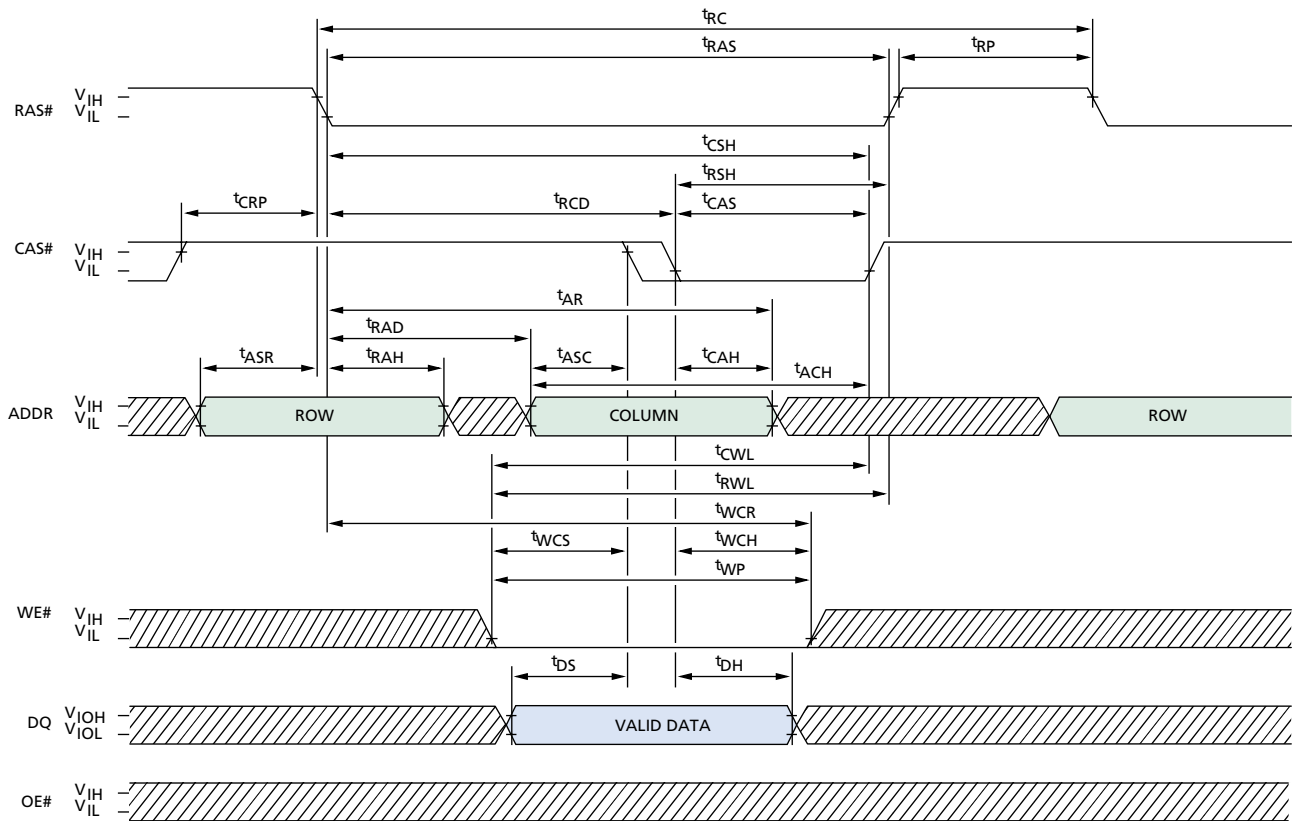 tRC
tRAS
tRP
RAS#
VIH
VIL
tCSH
tRSH
tCRP
tRCD
tCAS
CAS#
VIH
VIL
tAR
tRAD
tASR
tRAH
tASC
tCAH
tACH
ADDR
VIH
VIL
ROW
COLUMN
ROW
tCWL
tRWL
tWCR
tWCS
tWCH
tWP
WE#
VIH
VIL
tDS
tDH
DQ
VIOH
VIOL
VALID DATA
OE#
VIH
VIL